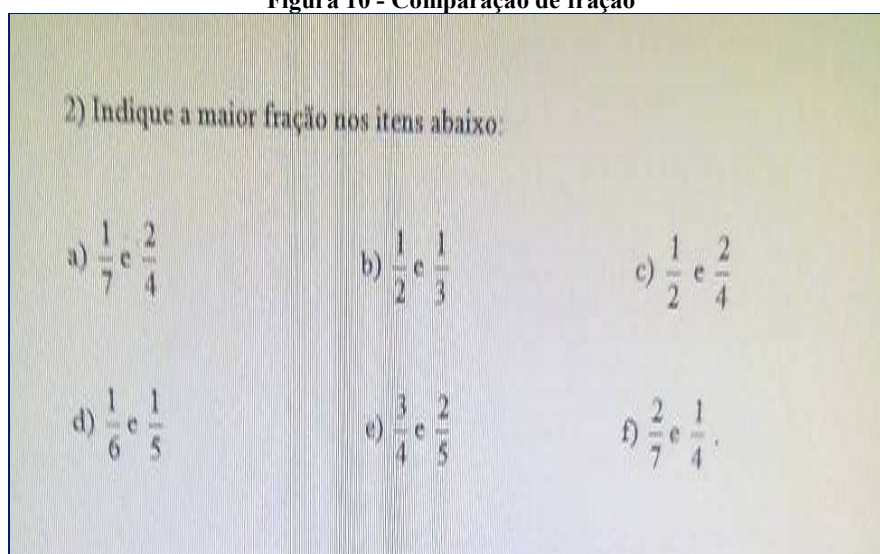 Figura 10 - Comparação de fração
2) Indique a maior fração nos itens abaixo:
a) 1/7 e 2/4 b) 1/2 e 1/3 c) 1/2 e 2/4
d) 1/6 e 1/5 e) 3/4 e 2/5 f) 2/7 e 1/4 .